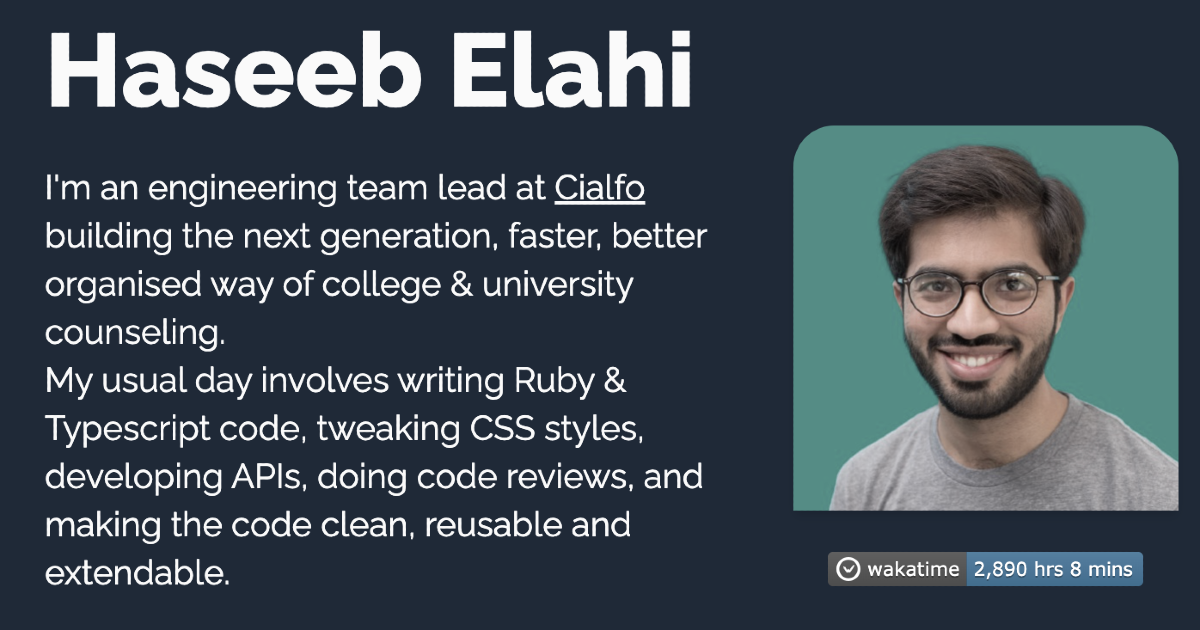 Haseeb Elahi
I'm an engineering team lead at Cialfo
building the next generation, faster, better
organised way of college & university
counseling.
My usual day involves writing Ruby &
Typescript code, tweaking CSS styles,
developing APIs, doing code reviews, and
making the code clean, reusable and
extendable.
wakatime 2,890 hrs 8 mins